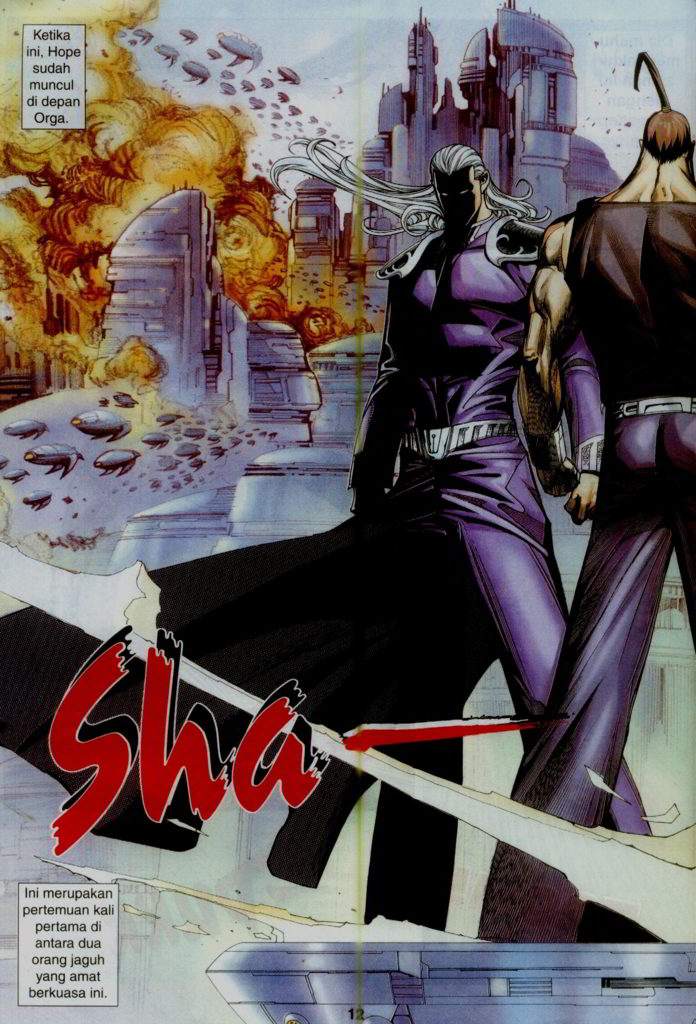 Ketika
ini, Hope
sudah
muncul
di depan
Orga.
Sha
Ini merupakan
pertemuan kali
pertama di
antara dua
orang jaguh
yang amat
berkuasa ini.
12